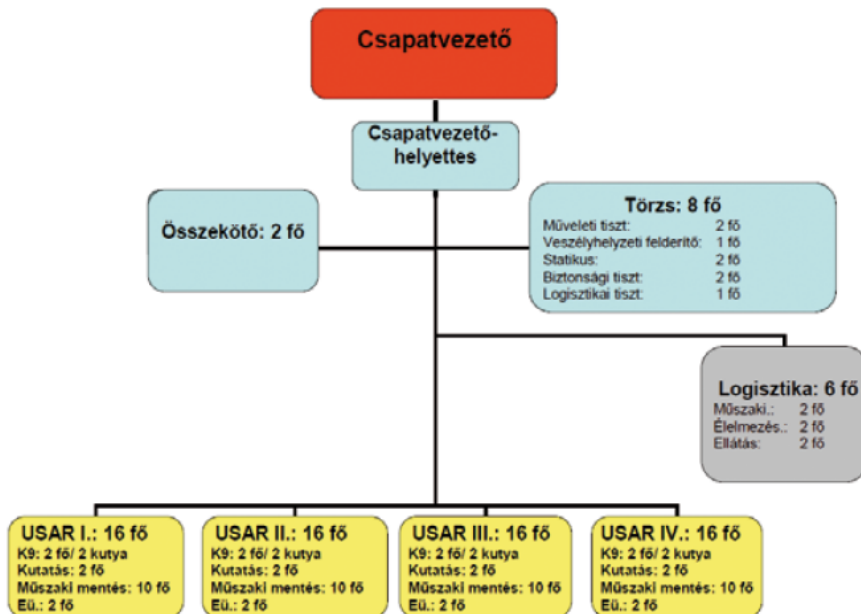 Csapatvezető
Csapatvezető-
helyettes
Összekötő: 2 fő
Törzs: 8 fő
Műveleti tiszt: 2 fő
Veszélyhelyzeti felderítő: 1 fő
Statikus: 2 fő
Biztonsági tiszt: 2 fő
Logisztikai tiszt: 1 fő
Logisztika: 6 fő
Műszaki.: 2 fő
Élelmezés.: 2 fő
Ellátás: 2 fő
USAR I.: 16 fő
K9: 2 fő/ 2 kutya
Kutatás: 2 fő
Műszaki mentés: 10 fő
Eü.: 2 fő
USAR II.: 16 fő
K9: 2 fő/ 2 kutya
Kutatás: 2 fő
Műszaki mentés: 10 fő
Eü.: 2 fő
USAR III.: 16 fő
K9: 2 fő/ 2 kutya
Kutatás: 2 fő
Műszaki mentés: 10 fő
Eü.: 2 fő
USAR IV.: 16 fő
K9: 2 fő/ 2 kutya
Kutatás: 2 fő
Műszaki mentés: 10 fő
Eü.: 2 fő